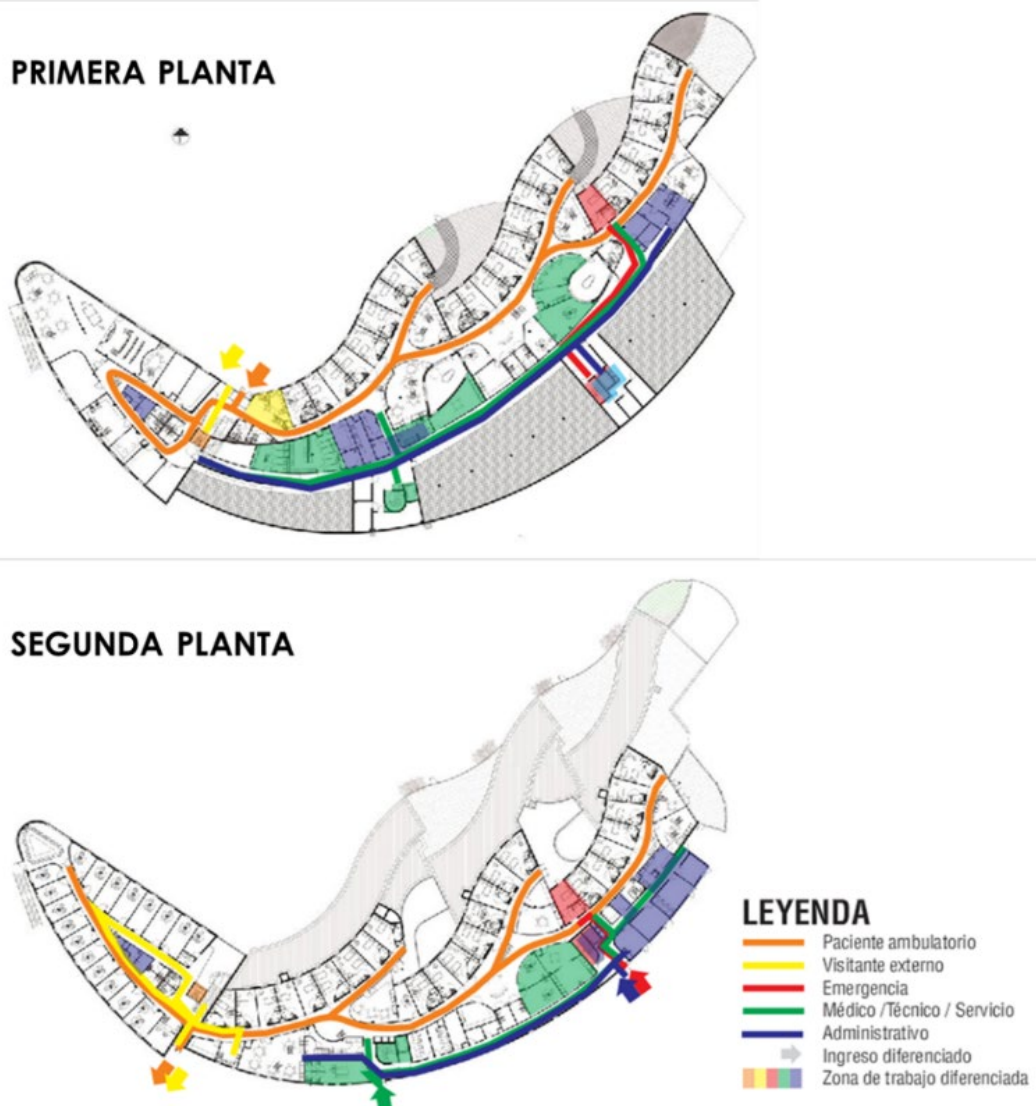 PRIMERA PLANTA
SEGUNDA PLANTA
LEYENDA
Paciente ambulatorio
Visitante externo
Emergencia
Médico /Técnico / Servicio
Administrativo
Ingreso diferenciado
Zona de trabajo diferenciada